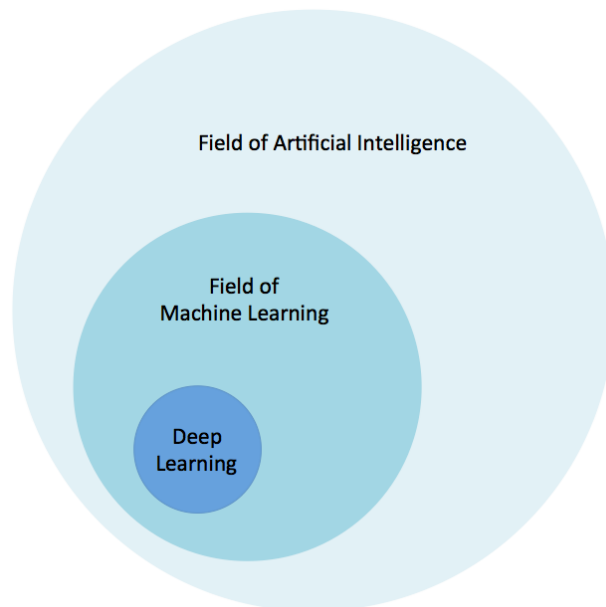 Field of Artificial Intelligence
Field of
Machine Learning
Deep
Learning